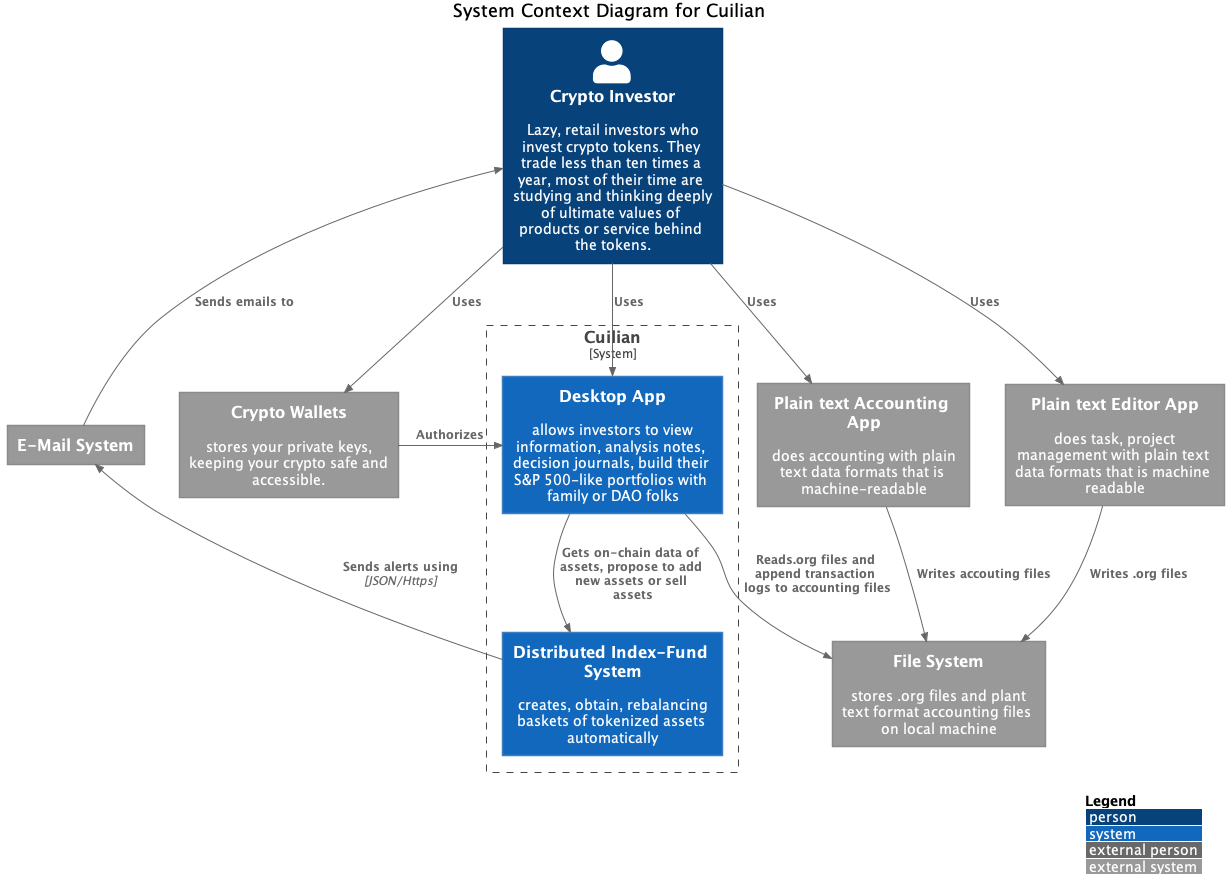 System Context Diagram for Cuilian
Crypto Investor
Lazy, retail investors who
invest crypto tokens. They
trade less than ten times a
year, most of their time are
studying and thinking deeply
of ultimate values of
products or service behind
the tokens.
Sends emails to
Uses
Uses
Uses
Uses
Cuilian
[System]
E-Mail System
Crypto Wallets
stores your private keys,
keeping your crypto safe and
accessible.
Authorizes
Desktop App
allows investors to view
information, analysis notes,
decision journals, build their
S&P 500-like portfolios with
family or DAO folks
Plain text Accounting
App
does accounting with plain
text data formats that is
machine-readable
Plain text Editor App
does task, project
management with plain text
data formats that is machine
readable
Sends alerts using
[JSON/Https]
Gets on-chain data of
assets, propose to add
new assets or sell
assets
Reads.org files and
append transaction
logs to accounting files
Writes accouting files
Writes .org files
Distributed Index-Fund
System
creates, obtain, rebalancing
baskets of tokenized assets
automatically
File System
stores .org files and plant
text format accounting files
on local machine
Legend
person
system
external person
external system